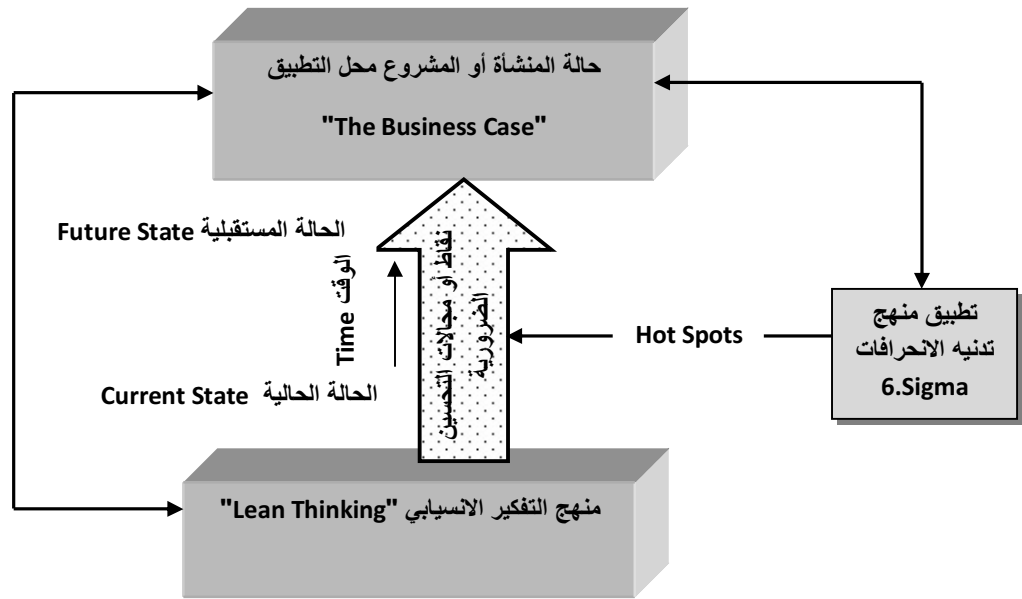 حالة المنشأة أو المشروع محل التطبيق
"The Business Case"
الحالة المستقبلية Future State
الوقت Time
نقاط أو مجالات التحسين
الضرورية
الحالة الحالية Current State
Hot Spots
تطبيق منهج
تدنيه الانحرافات
6.Sigma
منهج التفكير الانسيابي "Lean Thinking"